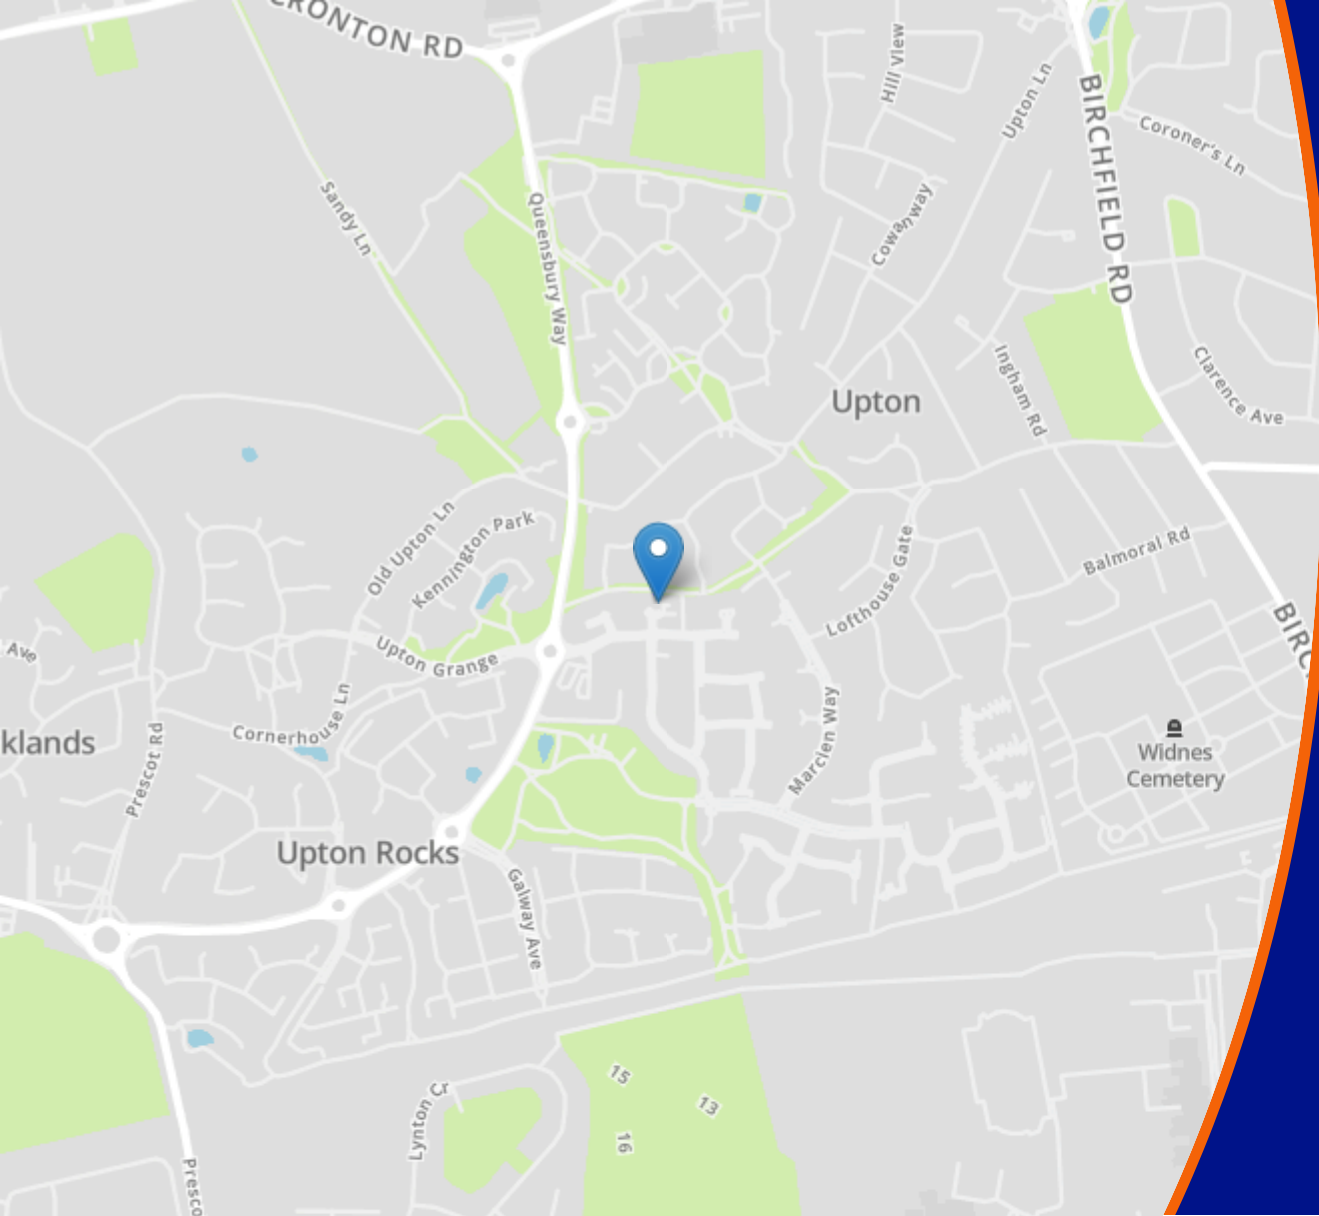 CRONTON RD
Hill View
Upton Ln
BIRCHFIELD RD
Coroner's Ln
Sandy Ln
Queensbury Way
Cowanway
Ingham Rd
Clarence Ave
Upton
Old Upton Ln
Kennington Park
Lofthouse Gate
Balmoral Rd
BIRC
Ave
Upton Grange
Cornerhouse Ln
klands
Prescot Rd
Marcien Way
Widnes
Cemetery
Upton Rocks
Galway Ave
15
13
16
Lynton Cr
Presco